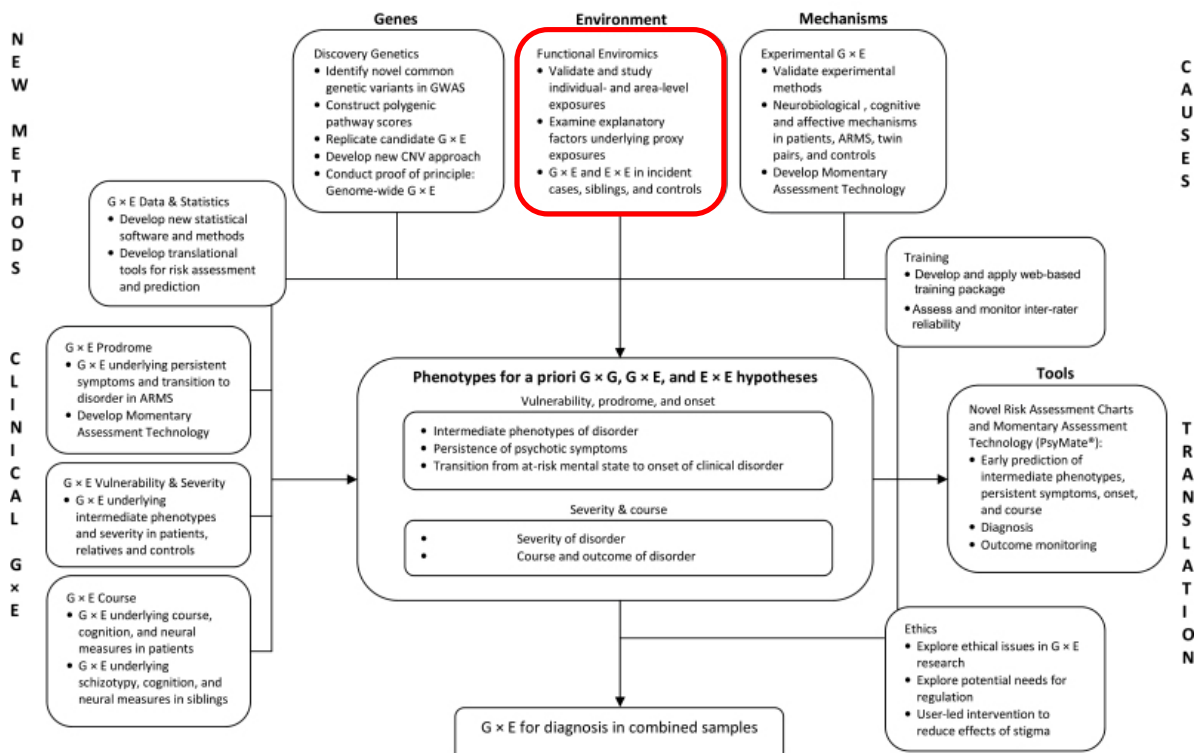 Genes
Environment
Mechanisms
NEW METHODS
CLINICAL G×E
CAUSES
TRANSLATION
Discovery Genetics
• Identify novel common
genetic variants in GWAS
• Construct polygenic
pathway scores
• Replicate candidate G × E
• Develop new CNV approach
• Conduct proof of principle:
Genome-wide G × E
Functional Enviromics
• Validate and study
individual- and area-level
exposures
• Examine explanatory
factors underlying proxy
exposures
• G × E and E × E in incident
cases, siblings, and controls
Experimental G × E
• Validate experimental
methods
• Neurobiological , cognitive
and affective mechanisms
in patients, ARMS, twin
pairs, and controls
• Develop Momentary
Assessment Technology
G × E Data & Statistics
• Develop new statistical
software and methods
• Develop translational
tools for risk assessment
and prediction
Training
• Develop and apply web-based
training package
• Assess and monitor inter-rater
reliability
G × E Prodrome
• G × E underlying persistent
symptoms and transition to
disorder in ARMS
• Develop Momentary
Assessment Technology
G × E Vulnerability & Severity
• G × E underlying
intermediate phenotypes
and severity in patients,
relatives and controls
G × E Course
• G × E underlying course,
cognition, and neural
measures in patients
• G × E underlying
schizotypy, cognition, and
neural measures in siblings
Phenotypes for a priori G × G, G × E, and E × E hypotheses
Vulnerability, prodrome, and onset
• Intermediate phenotypes of disorder
• Persistence of psychotic symptoms
• Transition from at-risk mental state to onset of clinical disorder
Severity & course
• Severity of disorder
• Course and outcome of disorder
Tools
Novel Risk Assessment Charts
and Momentary Assessment
Technology (PsyMate®):
• Early prediction of
intermediate phenotypes,
persistent symptoms, onset,
and course
• Diagnosis
• Outcome monitoring
Ethics
• Explore ethical issues in G × E
research
• Explore potential needs for
regulation
• User-led intervention to
reduce effects of stigma
G × E for diagnosis in combined samples